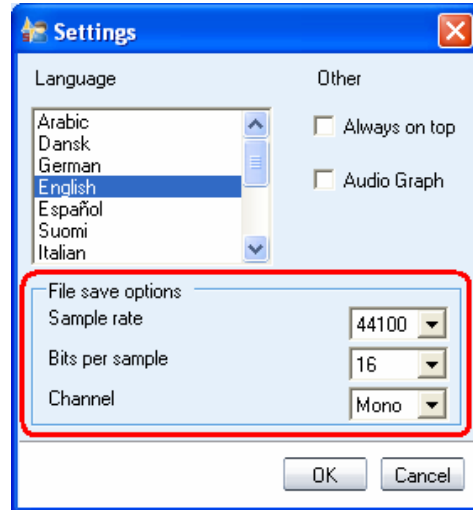 Settings
Language
Other
Arabic
Dansk
German
English
Español
Suomi
Italian
Always on top
Audio Graph
File save options
Sample rate
44100
Bits per sample
16
Channel
Mono
OK
Cancel